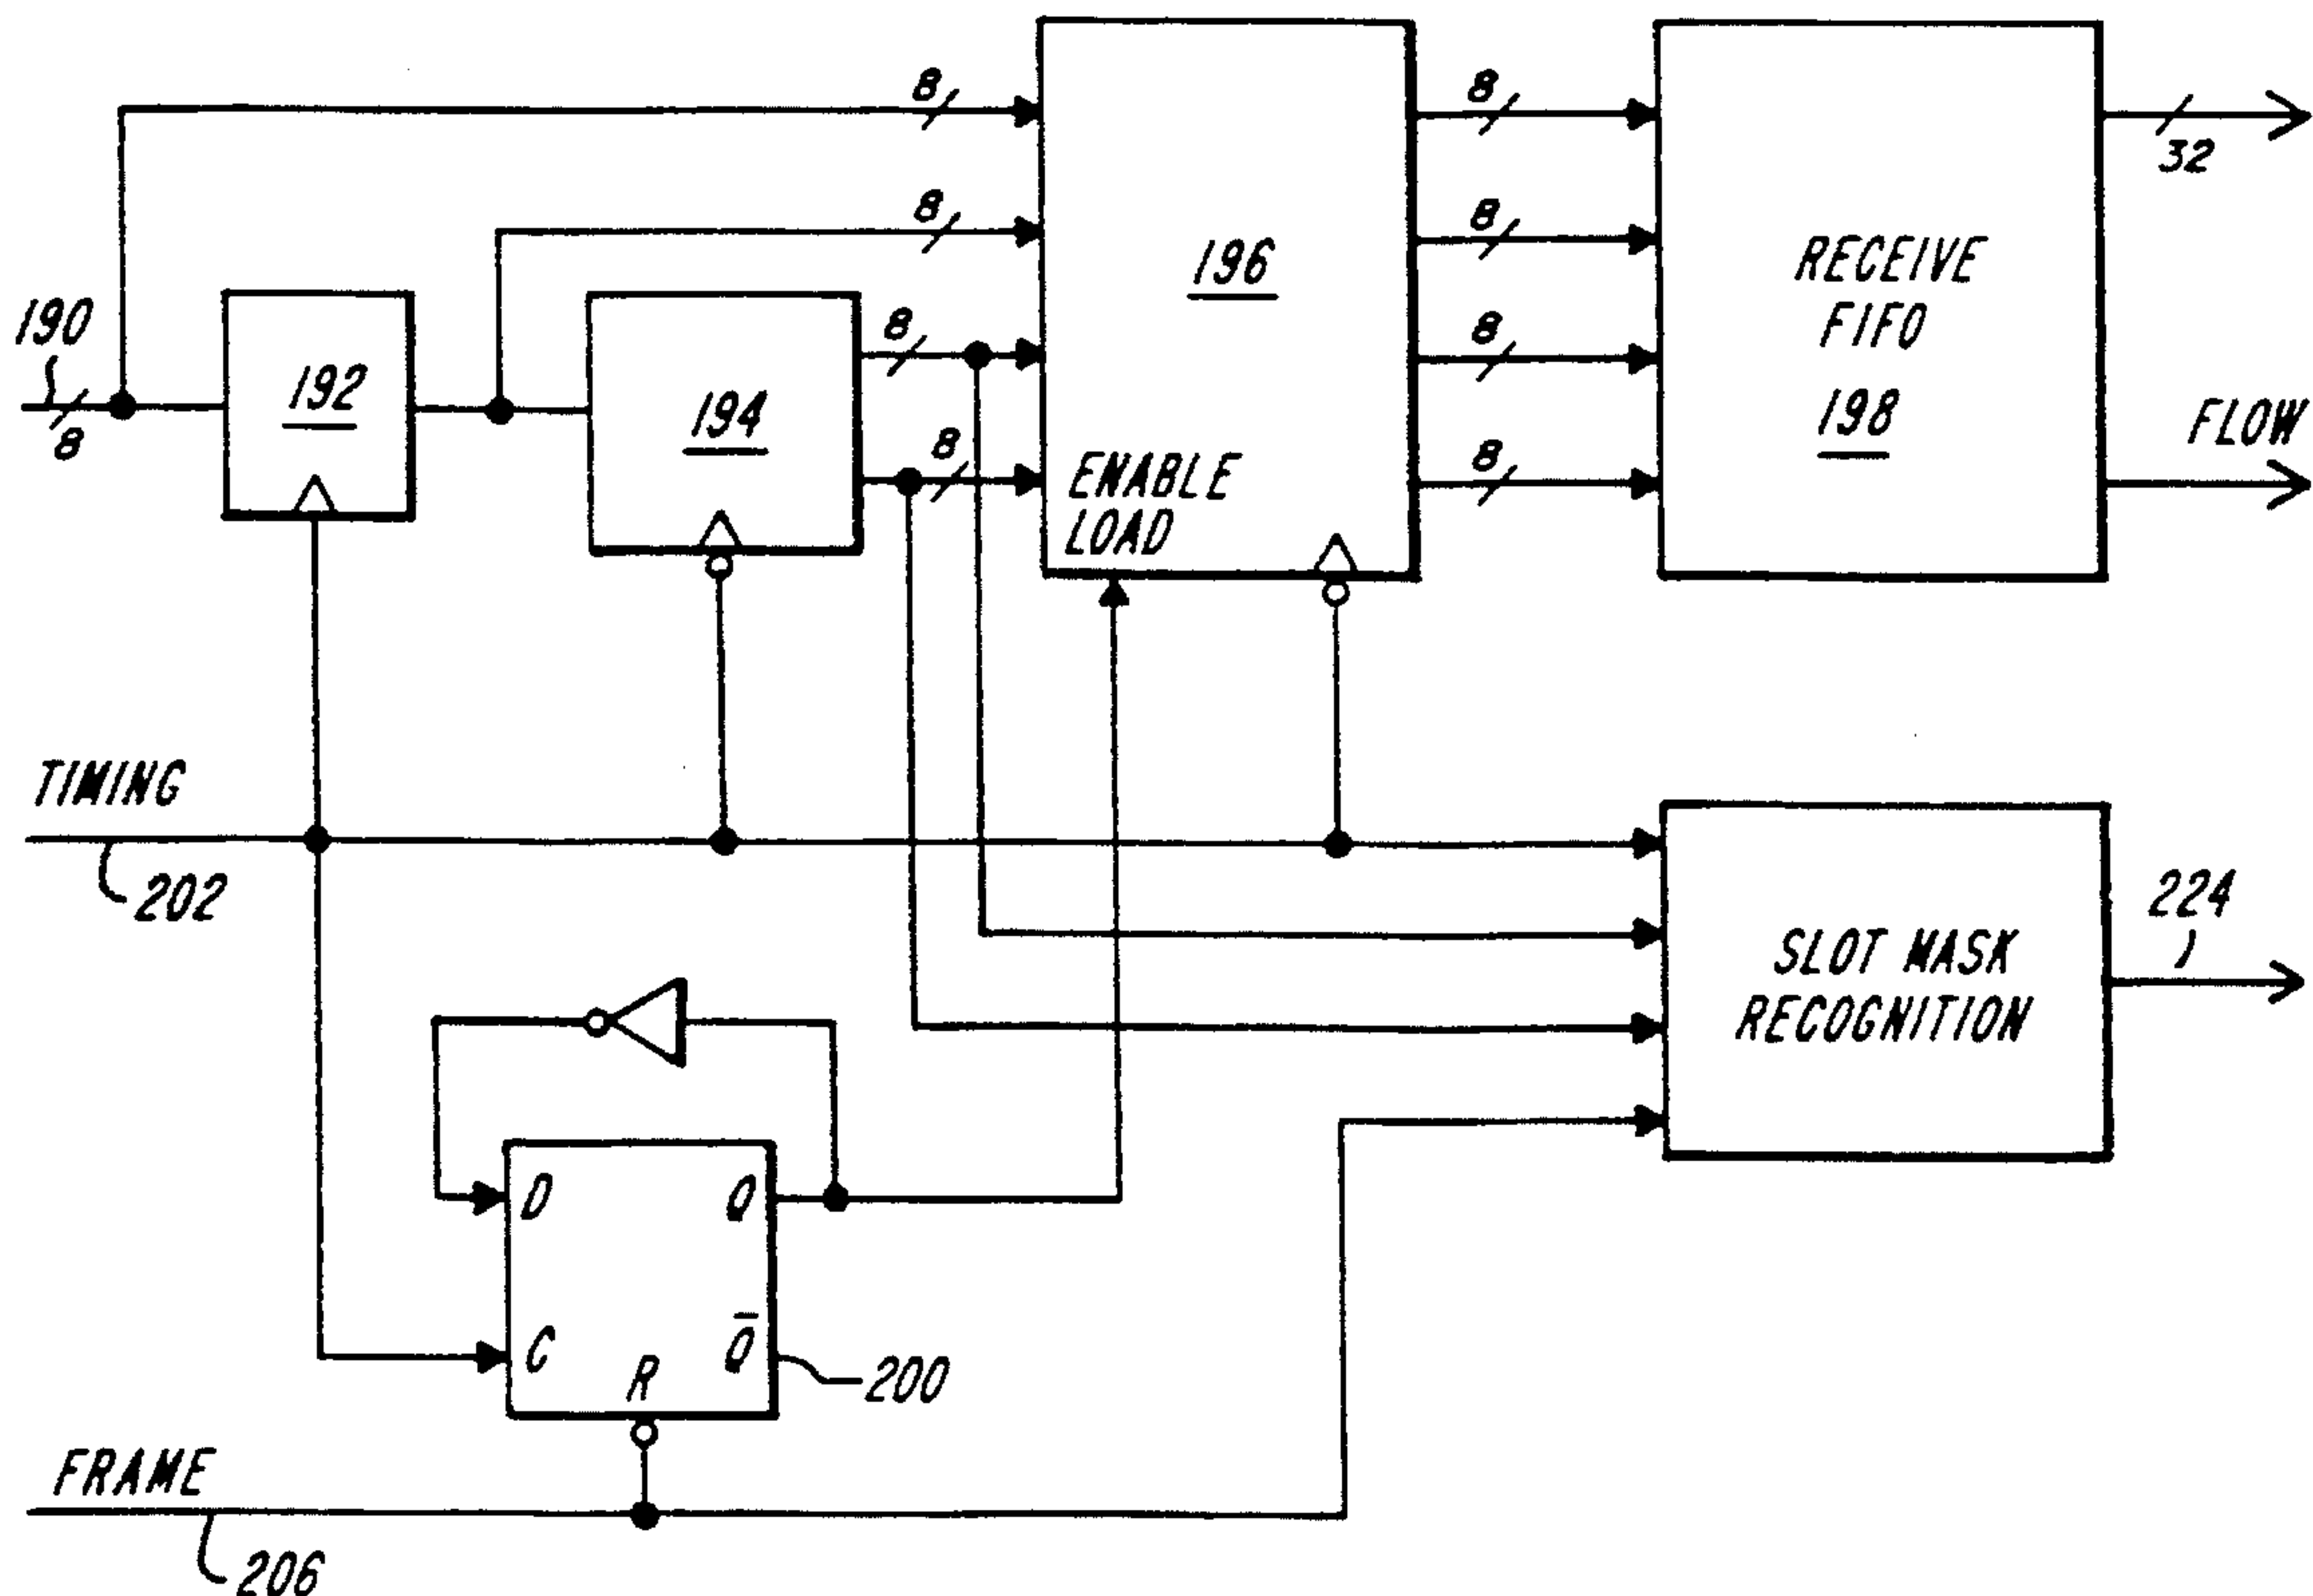 8
8
8
32
8
196
RECEIVE
FIFO
198
8
190
8
192
194
8
8
8
8
ENABLE
LOAD
FLOW
TIMING
202
224
SLOT MASK
RECOGNITION
D
Q
C
Q̅
R
200
FRAME
206